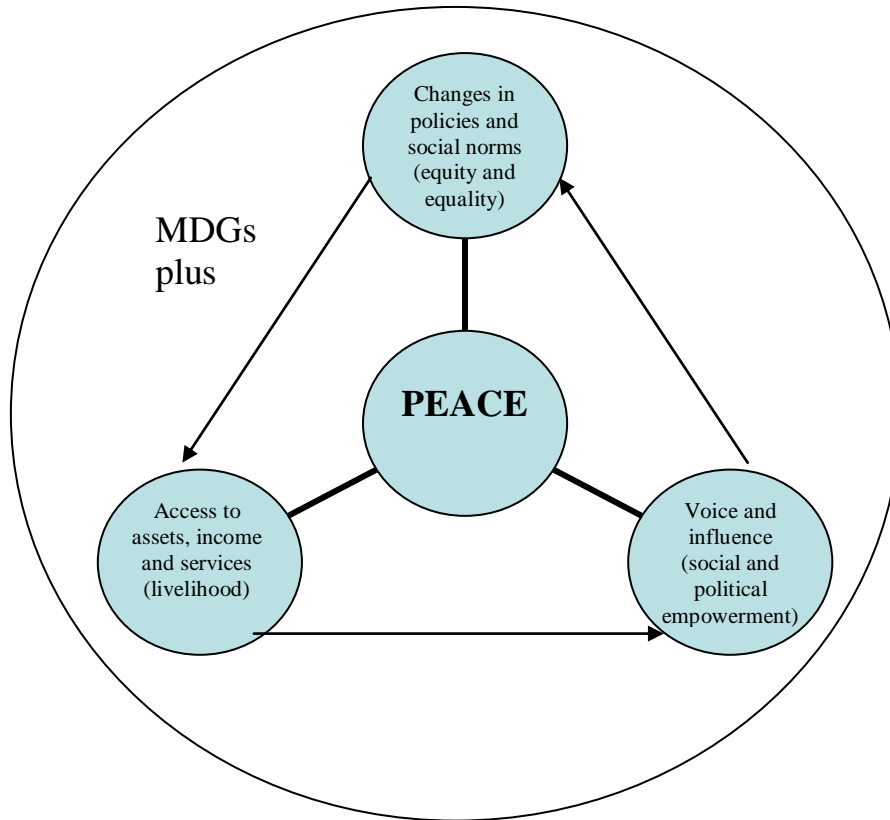 Changes in
policies and
social norms
(equity and
equality)
MDGs
plus
PEACE
Access to
assets, income
and services
(livelihood)
Voice and
influence
(social and
political
empowerment)